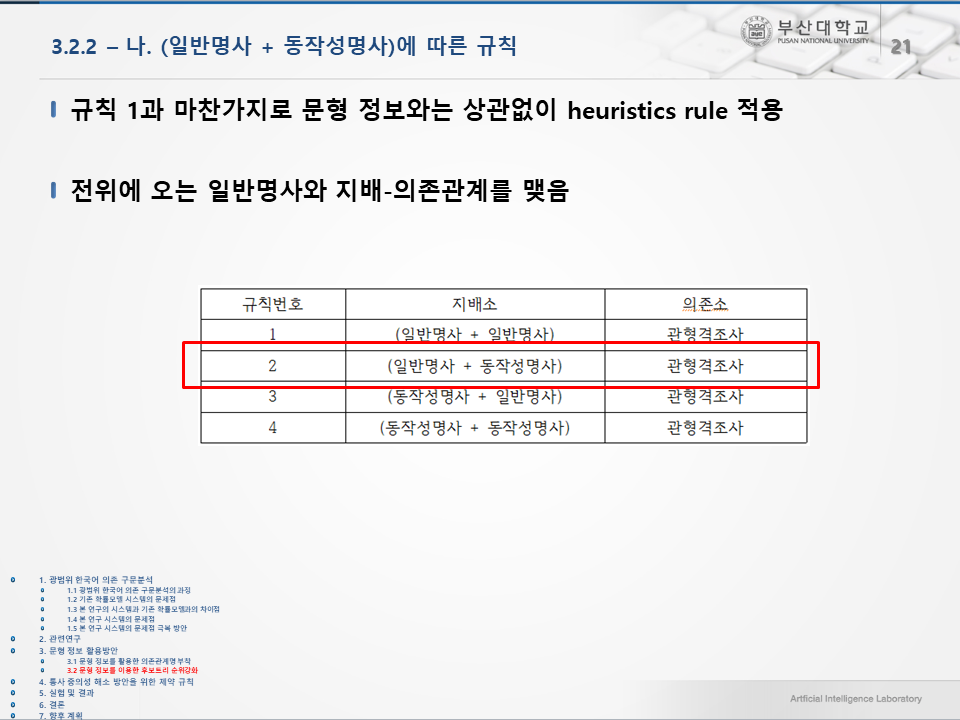 3.2.2 – 나. (일반명사 + 동작성명사)에 따른 규칙
부산대학교
PUSAN NATIONAL UNIVERSITY
21
규칙 1과 마찬가지로 문형 정보와는 상관없이 heuristics rule 적용
전위에 오는 일반명사와 지배-의존관계를 맺음
규칙번호 지배소 의존소
1 (일반명사 + 일반명사) 관형격조사
2 (일반명사 + 동작성명사) 관형격조사
3 (동작성명사 + 일반명사) 관형격조사
4 (동작성명사 + 동작성명사) 관형격조사
1. 광범위 한국어 의존 구문분석
1.1 광범위 한국어 의존 구문분석의 과정
1.2 기존 확률모델 시스템의 문제점
1.3 본 연구의 시스템과 기존 확률모델과의 차이점
1.4 본 연구 시스템의 문제점
1.5 본 연구 시스템의 문제점 극복 방안
2. 관련연구
3. 문형 정보 활용방안
3.1 문형 정보를 활용한 의존관계명 부착
3.2 문형 정보를 이용한 후보트리 순위강화
4. 통사 중의성 해소 방안을 위한 제약 규칙
5. 실험 및 결과
6. 결론
7. 향후 계획
Artficial Intelligence Laboratory